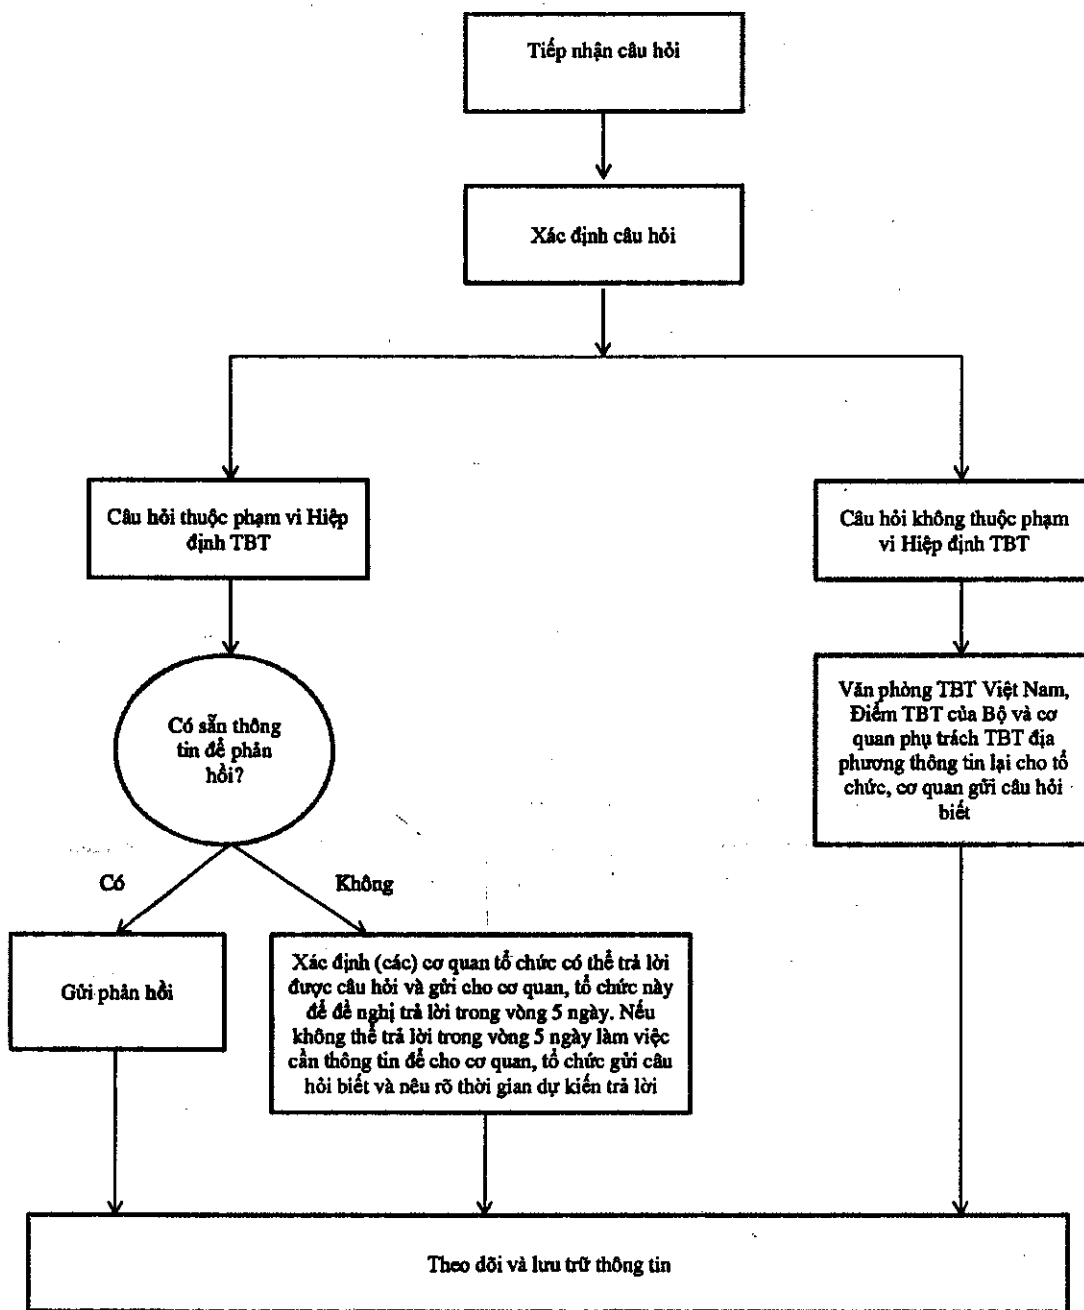 Tiếp nhận câu hỏi
Xác định câu hỏi
Câu hỏi thuộc phạm vi Hiệp
định TBT
Câu hỏi không thuộc phạm
vi Hiệp định TBT
Có sẵn thông
tin để phản
hồi?
Văn phòng TBT Việt Nam,
Điểm TBT của Bộ và cơ
quan phụ trách TBT địa
phương thông tin lại cho tổ
chức, cơ quan gửi câu hỏi
biết
Có
Không
Gửi phản hồi
Xác định (các) cơ quan tổ chức có thể trả lời
được câu hỏi và gửi cho cơ quan, tổ chức này
để đề nghị trả lời trong vòng 5 ngày. Nếu
không thể trả lời trong vòng 5 ngày làm việc
cần thông tin để cho cơ quan, tổ chức gửi câu
hỏi biết và nêu rõ thời gian dự kiến trả lời
Theo dõi và lưu trữ thông tin